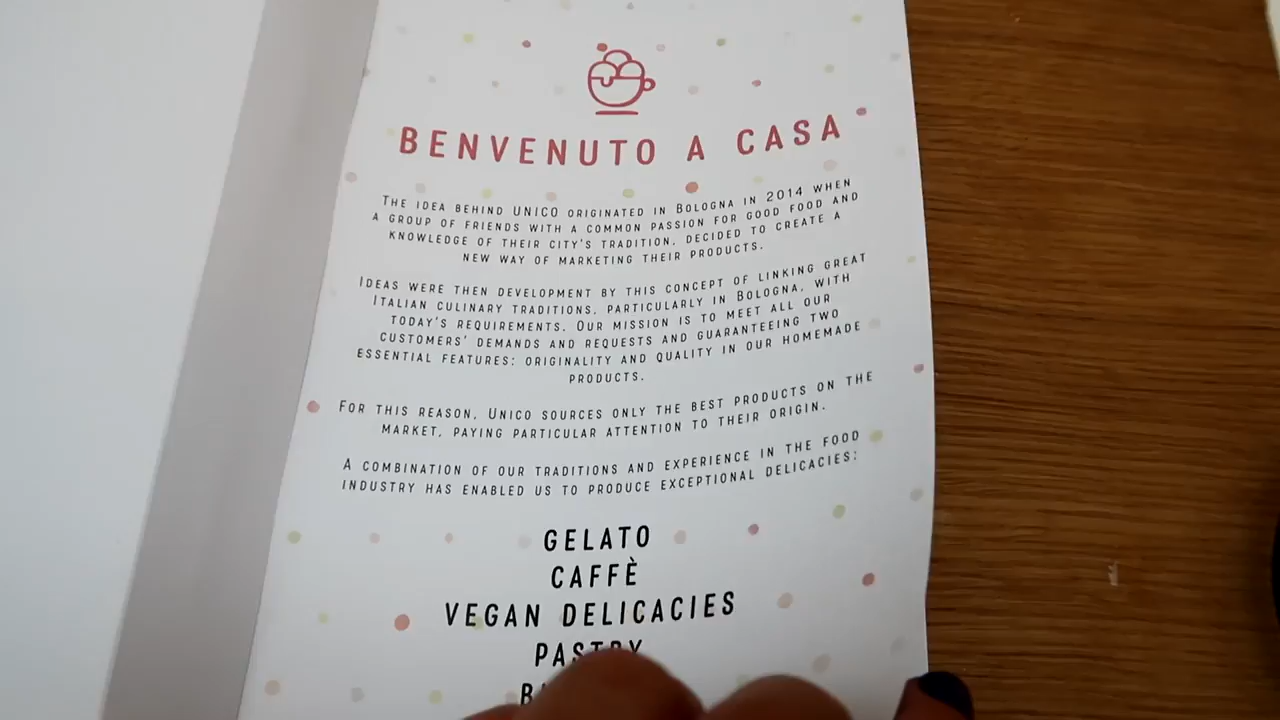 BENVENUTO A CASA
THE IDEA BEHIND UNICO ORIGINATED IN BOLOGNA IN 2014 WHEN
A GROUP OF FRIENDS WITH A COMMON PASSION FOR GOOD FOOD AND
KNOWLEDGE OF THEIR CITY'S TRADITION, DECIDED TO CREATE A
NEW WAY OF MARKETING THEIR PRODUCTS.
IDEAS WERE THEN DEVELOPMENT BY THIS CONCEPT OF LINKING GREAT
ITALIAN CULINARY TRADITIONS, PARTICULARLY IN BOLOGNA, WITH
TODAY'S REQUIREMENTS. OUR MISSION IS TO MEET ALL OUR
CUSTOMERS' DEMANDS AND REQUESTS AND GUARANTEEING TWO
ESSENTIAL FEATURES: ORIGINALITY AND QUALITY IN OUR HOMEMADE
PRODUCTS.
FOR THIS REASON, UNICO SOURCES ONLY THE BEST PRODUCTS ON THE
MARKET, PAYING PARTICULAR ATTENTION TO THEIR ORIGIN.
A COMBINATION OF OUR TRADITIONS AND EXPERIENCE IN THE FOOD
INDUSTRY HAS ENABLED US TO PRODUCE EXCEPTIONAL DELICACIES:
GELATO
CAFFÈ
VEGAN DELICACIES
PASTRY